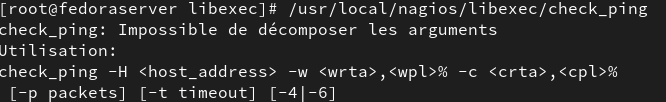 [root@fedoraserver libexec]# /usr/local/nagios/libexec/check_ping
check_ping: Impossible de décomposer les arguments
Utilisation:
check_ping -H <host_address> -w <wrta>,<wpl>% -c <crta>,<cpl>%
 [-p packets] [-t timeout] [-4|-6]